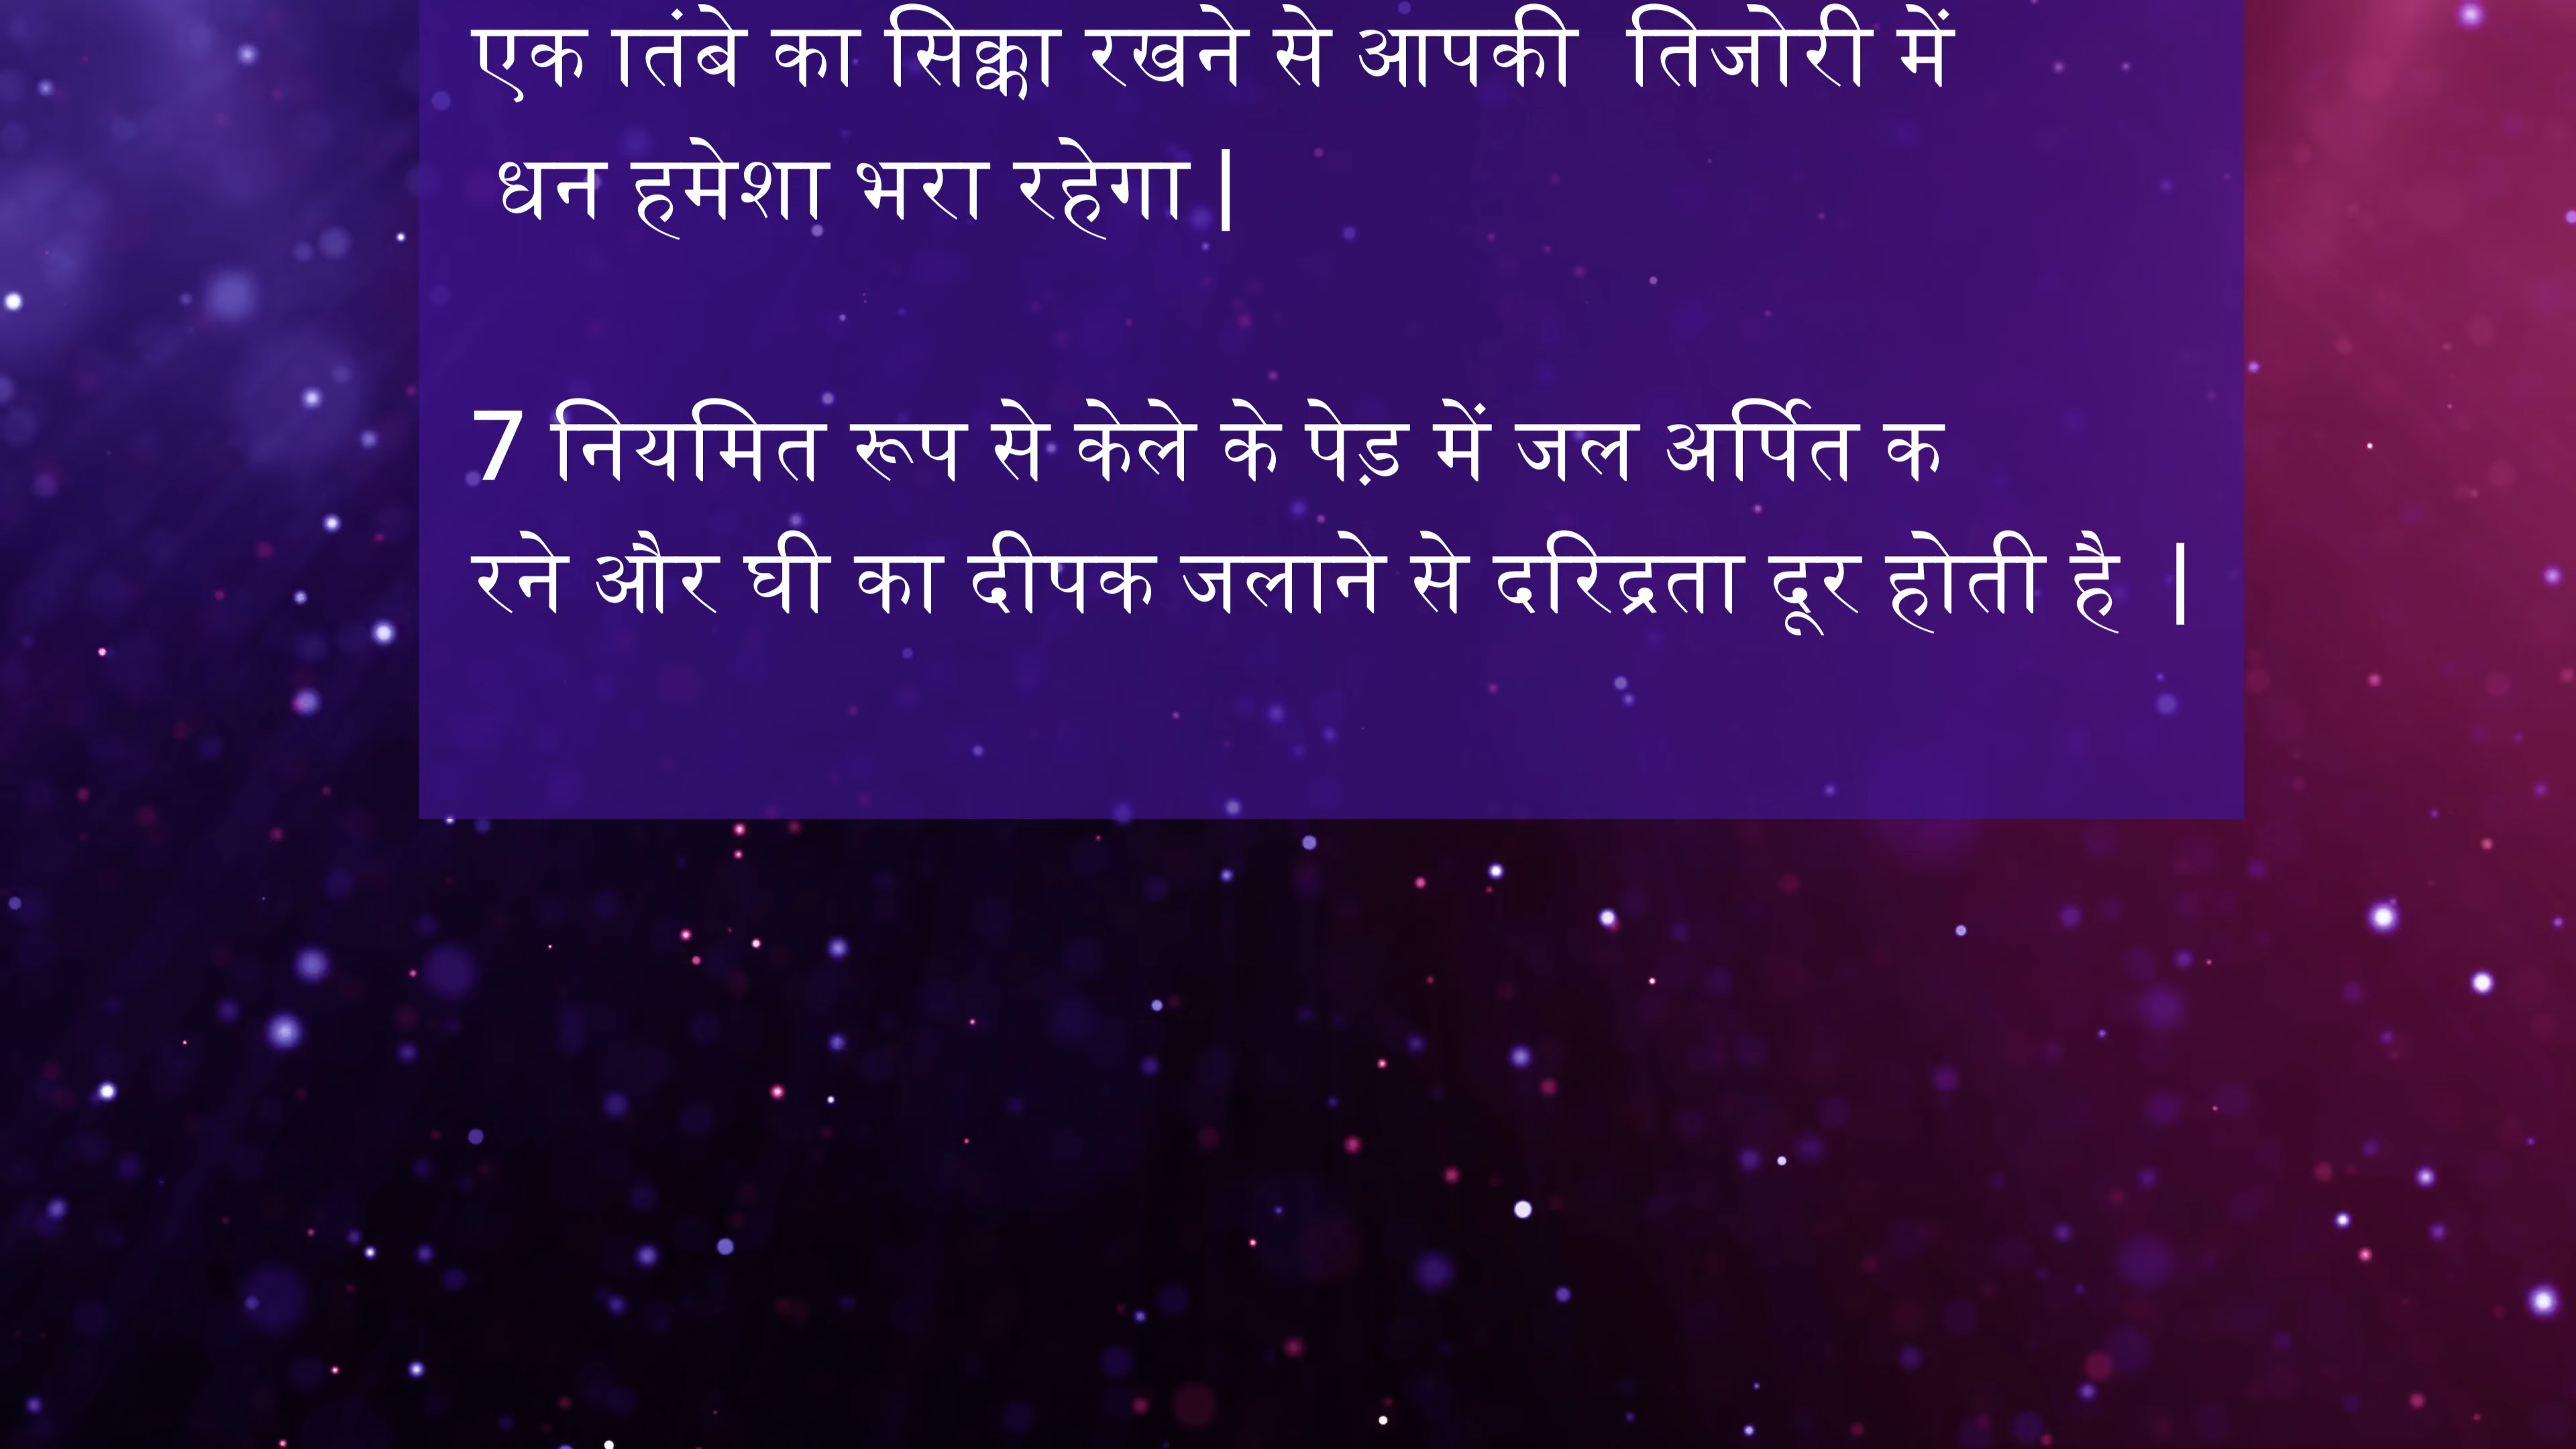 एक ातिंबे का सिक्का रखने से आपकी  तिजोरी में
धन हमेशा भरा रहेगा |
7 नियमित रूप से केले के पेड़ में जल अर्पित क
रने और घी का दीपक जलाने से दरिद्रता दूर होती है |